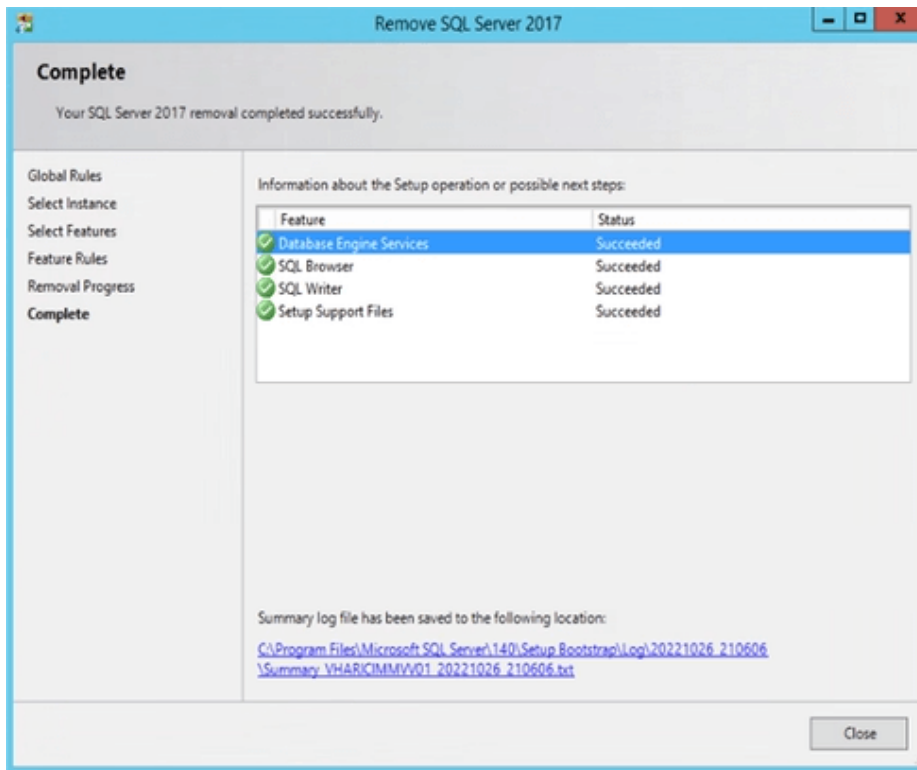 Remove SQL Server 2017
Complete
Your SQL Server 2017 removal completed successfully.
Global Rules
Select Instance
Select Features
Feature Rules
Removal Progress
Complete
Information about the Setup operation or possible next steps:
Feature Status
Database Engine Services Succeeded
SQL Browser Succeeded
SQL Writer Succeeded
Setup Support Files Succeeded
Summary log file has been saved to the following location:
C:\Program Files\Microsoft SQL Server\140\Setup Bootstrap\Log\20221026_210606
\Summary_VHARICIMMVV01_20221026_210606.txt
Close